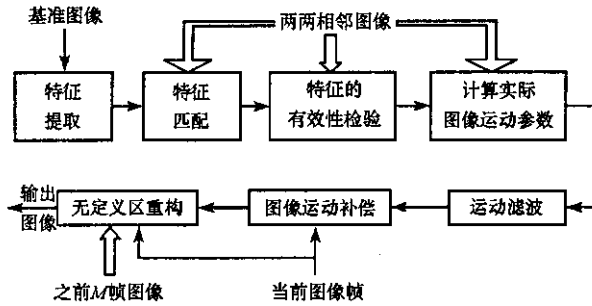 基准图像
两两相邻图像
特征
提取
特征
匹配
特征的
有效性检验
计算实际
图像运动参数
输出
图像
无定义区重构
图像运动补偿
运动滤波
之前M帧图像
当前图像帧